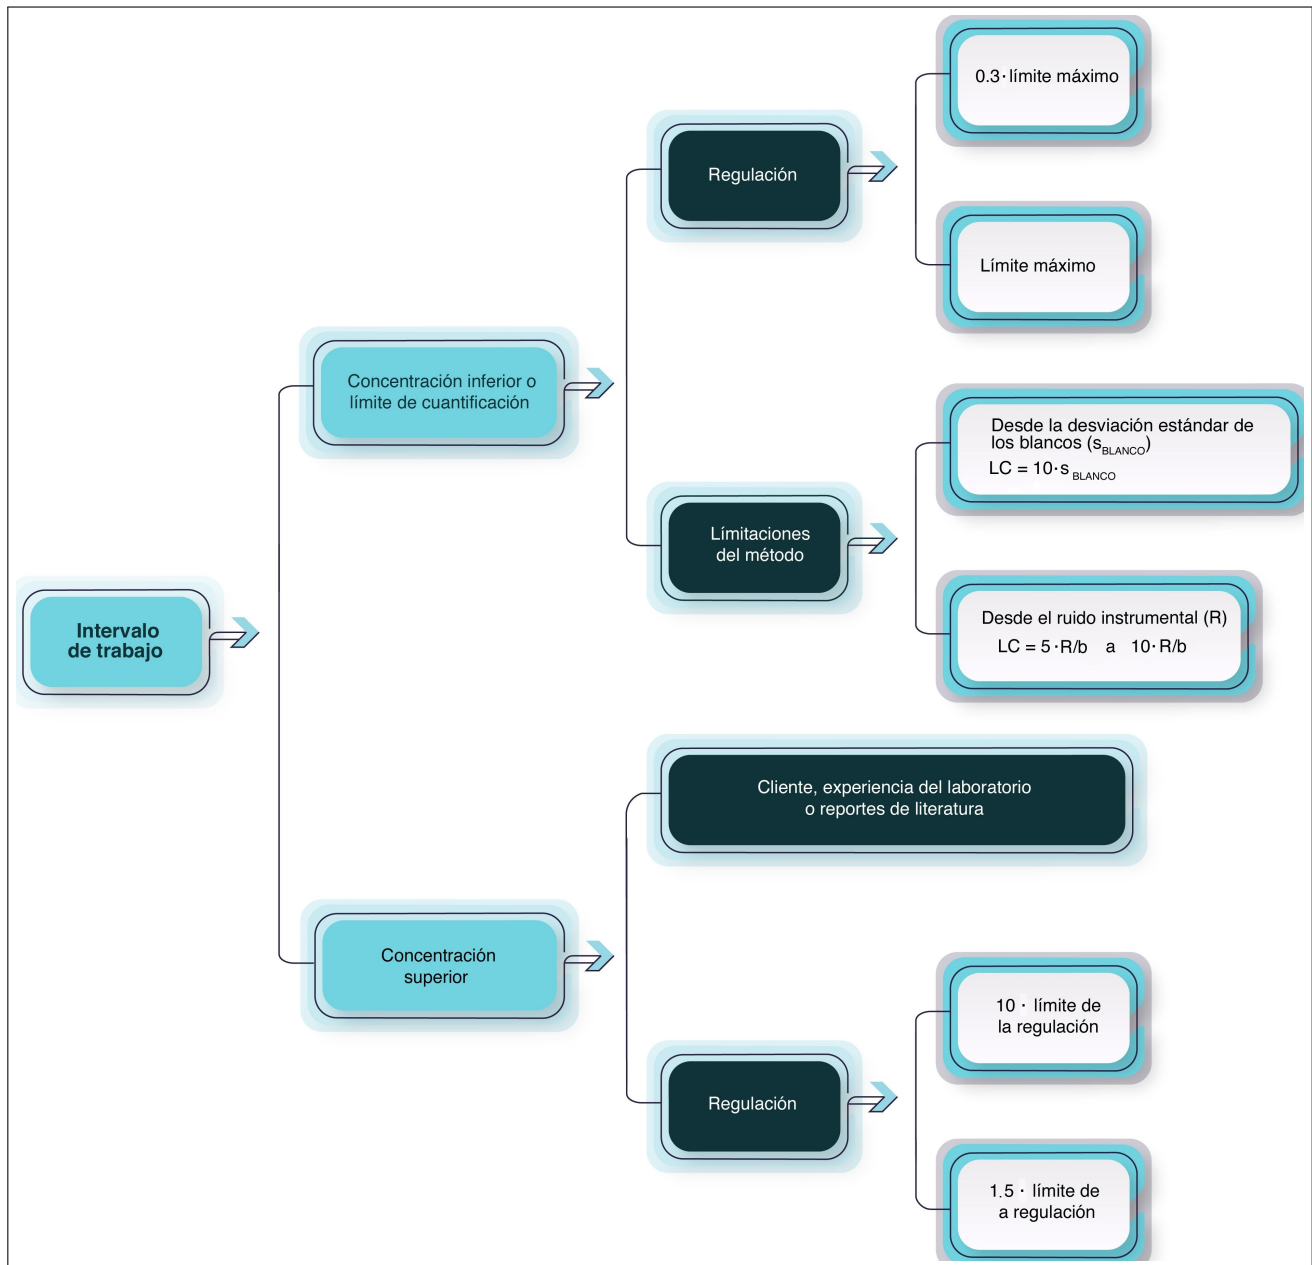 0.3· límite máximo
Regulación
Límite máximo
Concentración inferior o
límite de cuantificación
Desde la desviación estándar de
los blancos (sBLANCO)
LC = 10·s BLANCO
Límitaciones
del método
Desde el ruido instrumental (R)
LC = 5·R/b a 10·R/b
Intervalo
de trabajo
Cliente, experiencia del laboratorio
o reportes de literatura
Concentración
superior
10 · límite de
la regulación
Regulación
1.5 · límite de
a regulación